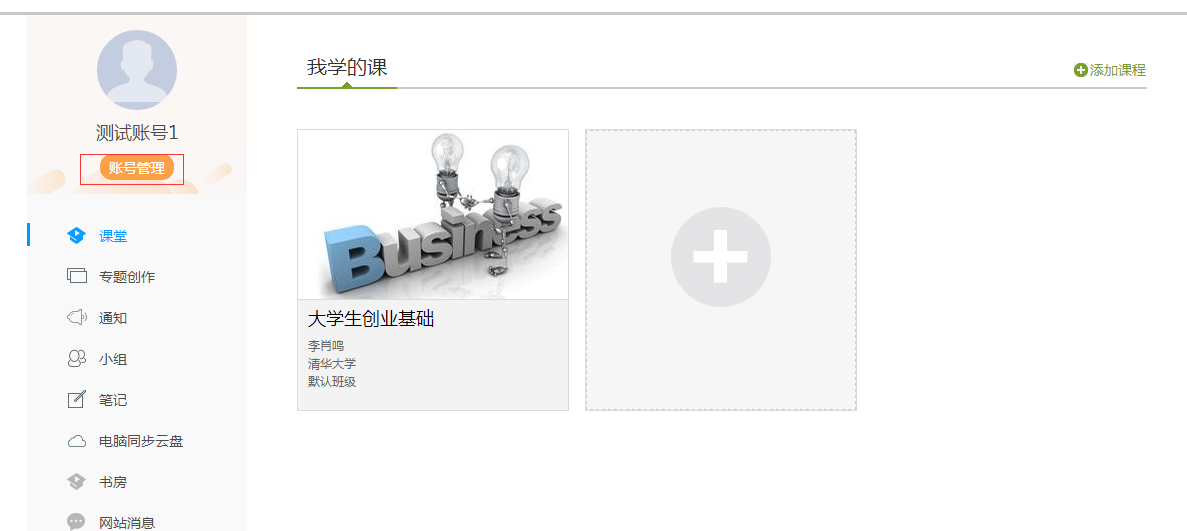 测试账号1
账号管理
课堂
专题创作
通知
小组
笔记
电脑同步云盘
书房
网站消息
我学的课
添加课程
Business
大学生创业基础
李肖鸣
清华大学
默认班级